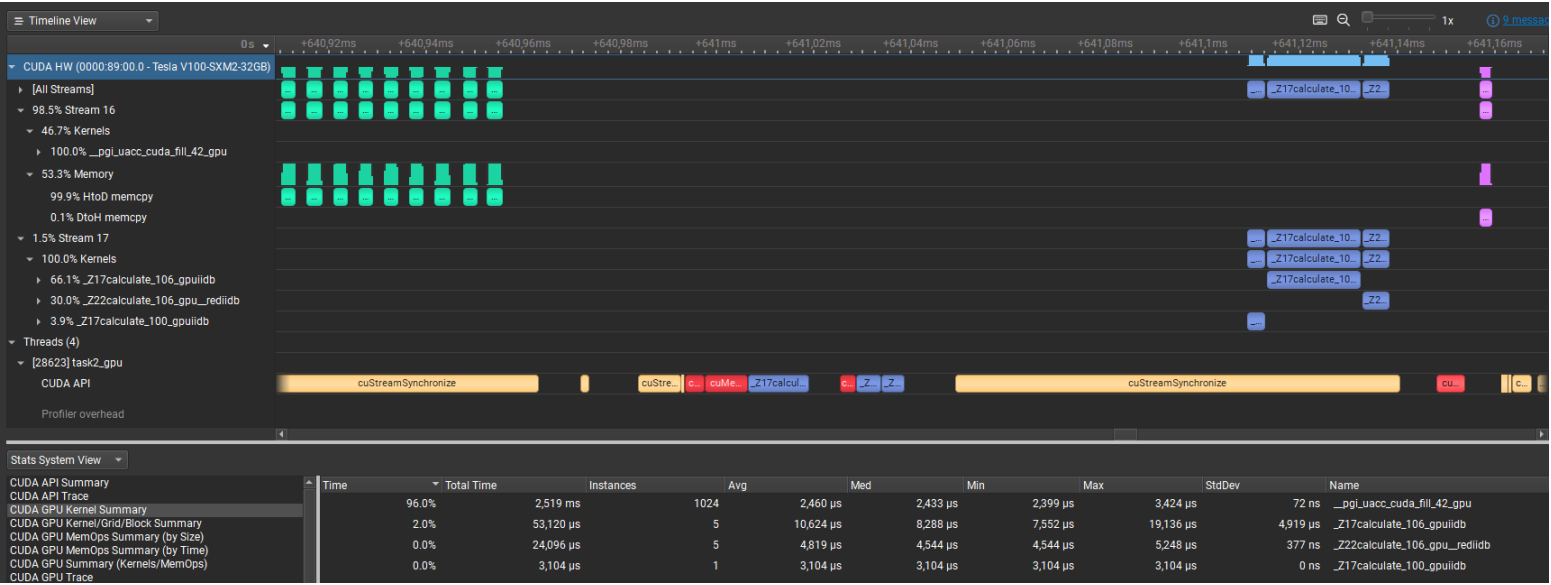 Timeline View
1x
9 messag
0s
+640,92ms +640,94ms +640,96ms +640,98ms +641ms +641,02ms +641,04ms +641,06ms +641,08ms +641,1ms +641,12ms +641,14ms +641,16ms
CUDA HW (0000:89:00.0 - Tesla V100-SXM2-32GB)
[All Streams] ... ... ... ... ... ... ... ... ... _... _Z17calculate_10... _Z2... ...
98.5% Stream 16 ... ... ... ... ... ... ... ... ... ...
46.7% Kernels
100.0% __pgi_uacc_cuda_fill_42_gpu
53.3% Memory
99.9% HtoD memcpy ... ... ... ... ... ... ... ... ...
0.1% DtoH memcpy ...
1.5% Stream 17 _... _Z17calculate_10... _Z2...
100.0% Kernels _... _Z17calculate_10... _Z2...
66.1% _Z17calculate_106_gpuiidb _Z17calculate_10...
30.0% _Z22calculate_106_gpu__rediidb _Z2...
3.9% _Z17calculate_100_gpuiidb _...
Threads (4)
[28623] task2_gpu
CUDA API cuStreamSynchronize cuStre... c... cuMe... _Z17calcul... c... _Z... _Z... cuStreamSynchronize cu... c...
Profiler overhead
Stats System View
CUDA API Summary
CUDA API Trace
CUDA GPU Kernel Summary
CUDA GPU Kernel/Grid/Block Summary
CUDA GPU MemOps Summary (by Size)
CUDA GPU MemOps Summary (by Time)
CUDA GPU Summary (Kernels/MemOps)
CUDA GPU Trace
Time Total Time Instances Avg Med Min Max StdDev Name
96.0% 2,519 ms 1024 2,460 μs 2,433 μs 2,399 μs 3,424 μs 72 ns __pgi_uacc_cuda_fill_42_gpu
2.0% 53,120 μs 5 10,624 μs 8,288 μs 7,552 μs 19,136 μs 4,919 μs _Z17calculate_106_gpuiidb
0.0% 24,096 μs 5 4,819 μs 4,544 μs 4,544 μs 5,248 μs 377 ns _Z22calculate_106_gpu__rediidb
0.0% 3,104 μs 1 3,104 μs 3,104 μs 3,104 μs 3,104 μs 0 ns _Z17calculate_100_gpuiidb